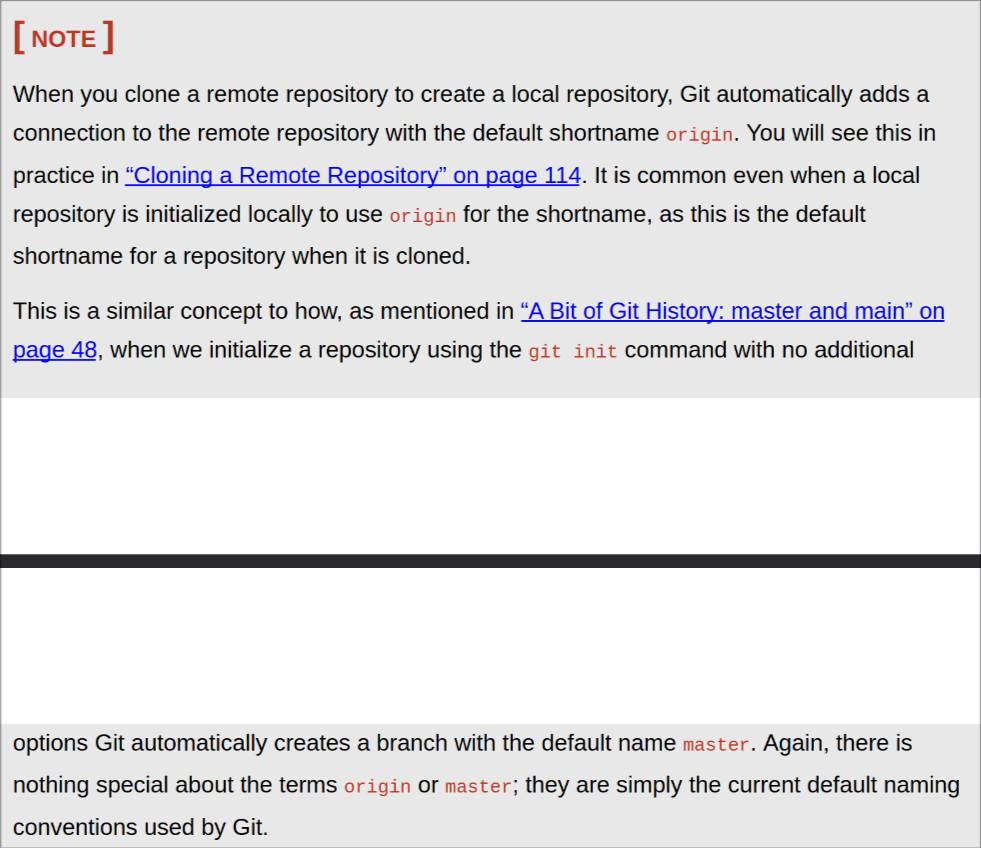 [ NOTE ]
When you clone a remote repository to create a local repository, Git automatically adds a
connection to the remote repository with the default shortname origin. You will see this in
practice in “Cloning a Remote Repository” on page 114. It is common even when a local
repository is initialized locally to use origin for the shortname, as this is the default
shortname for a repository when it is cloned.
This is a similar concept to how, as mentioned in “A Bit of Git History: master and main” on
page 48, when we initialize a repository using the git init command with no additional
options Git automatically creates a branch with the default name master. Again, there is
nothing special about the terms origin or master; they are simply the current default naming
conventions used by Git.